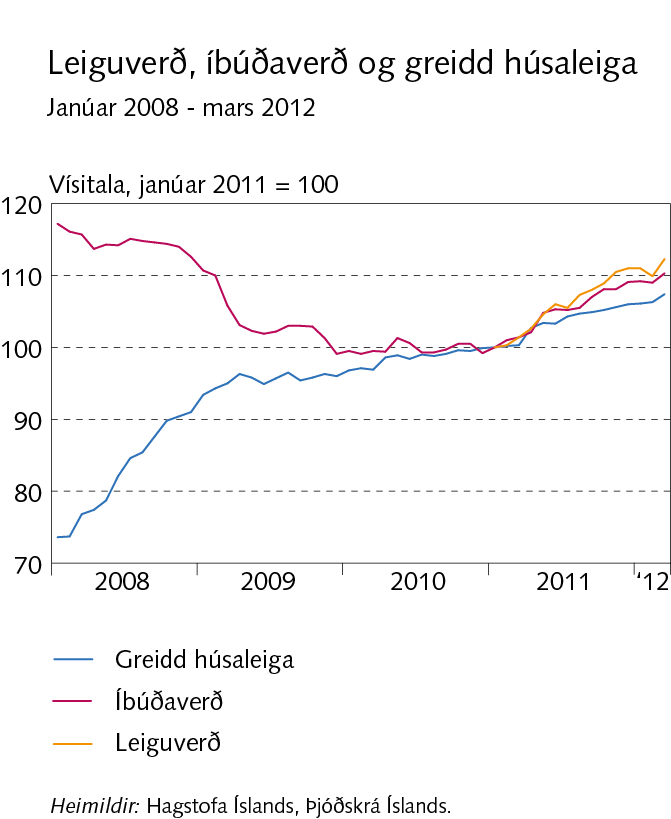 Leiguverð, íbúðaverð og greidd húsaleiga
Janúar 2008 - mars 2012
Vísitala, janúar 2011 = 100
120
110
100
90
80
70
2008 2009 2010 2011 '12
Greidd húsaleiga
Íbúðaverð
Leiguverð
Heimildir: Hagstofa Íslands, Þjóðskrá Íslands.